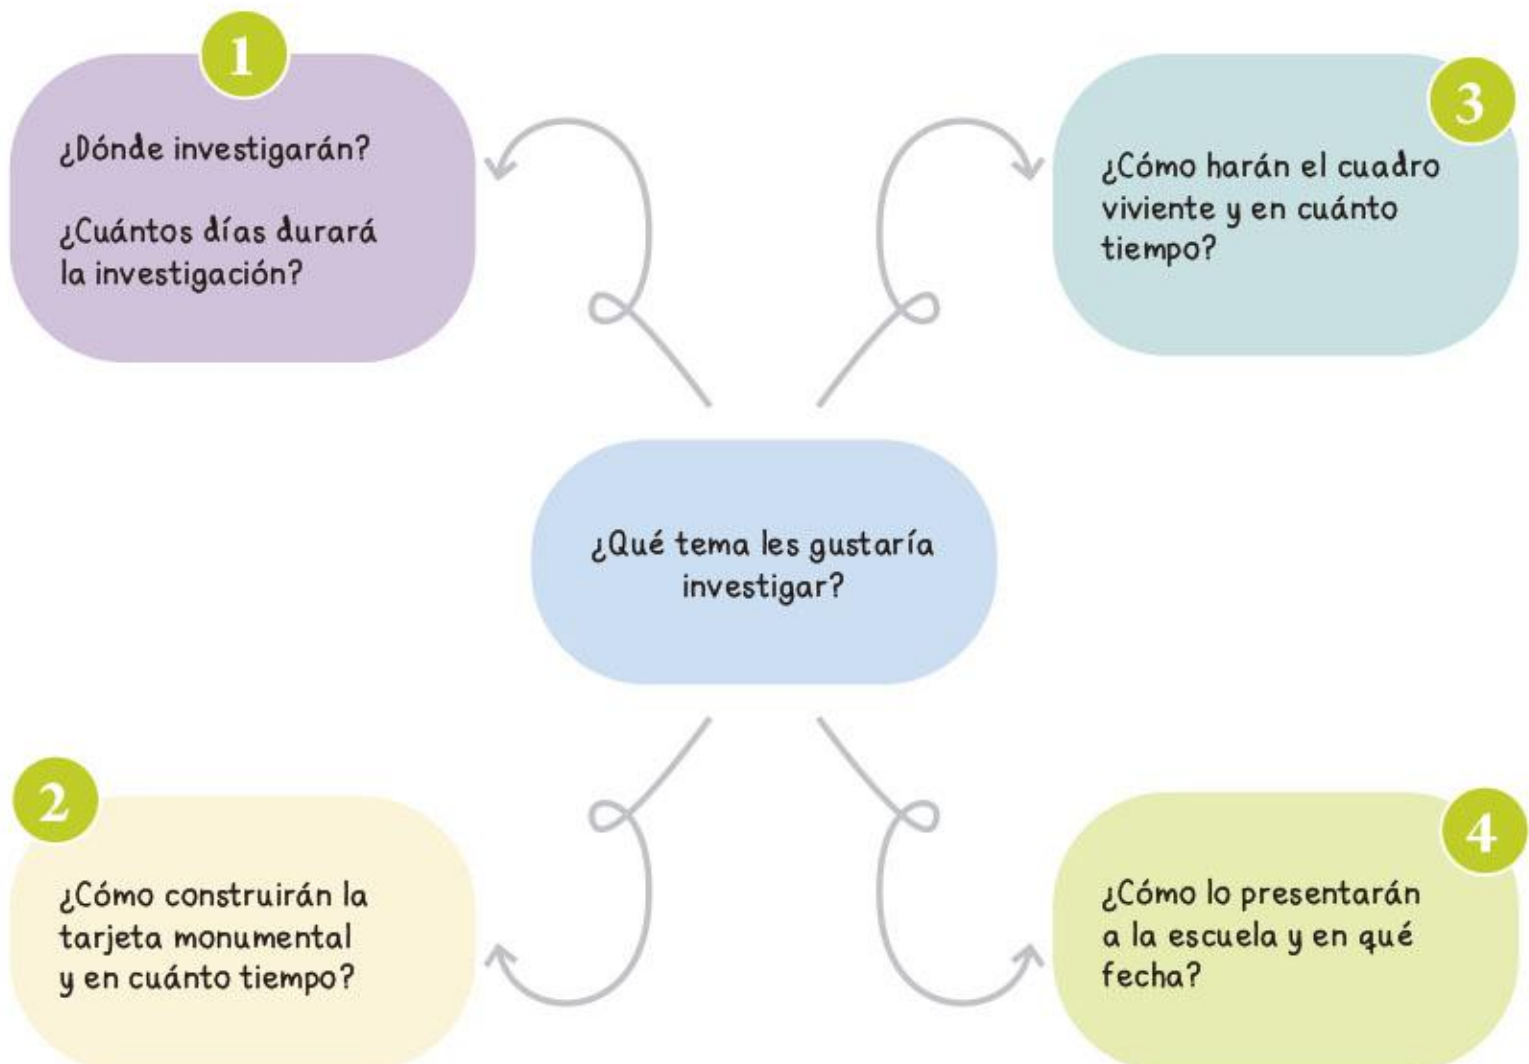 1
¿Dónde investigarán?
¿Cuántos días durará
la investigación?
3
¿Cómo harán el cuadro
viviente y en cuánto
tiempo?
¿Qué tema les gustaría
investigar?
2
¿Cómo construirán la
tarjeta monumental
y en cuánto tiempo?
4
¿Cómo lo presentarán
a la escuela y en qué
fecha?